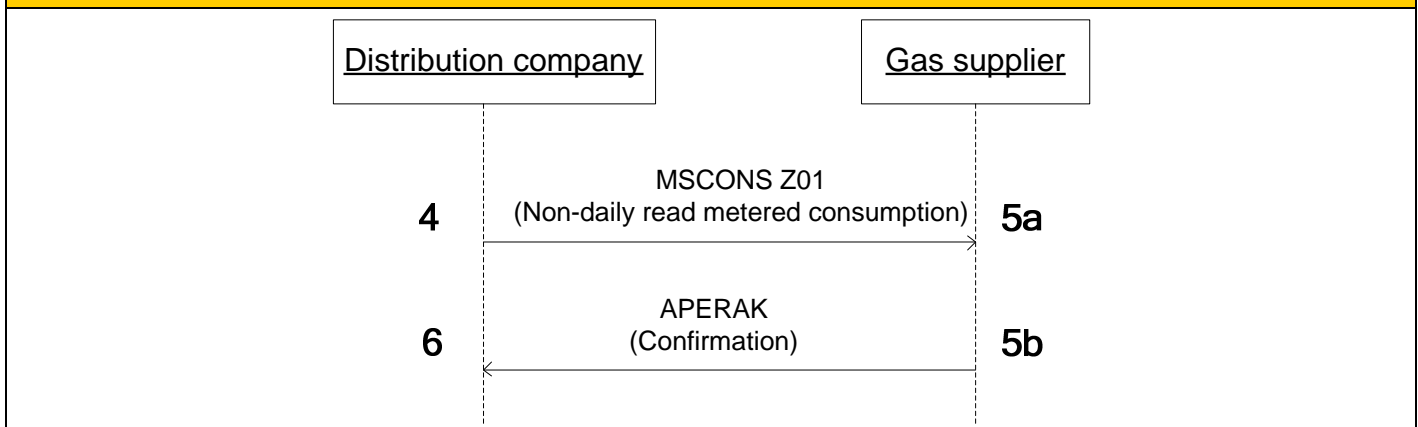 Distribution company
Gas supplier
MSCONS Z01
(Non-daily read metered consumption)
4
5a
APERAK
(Confirmation)
6
5b